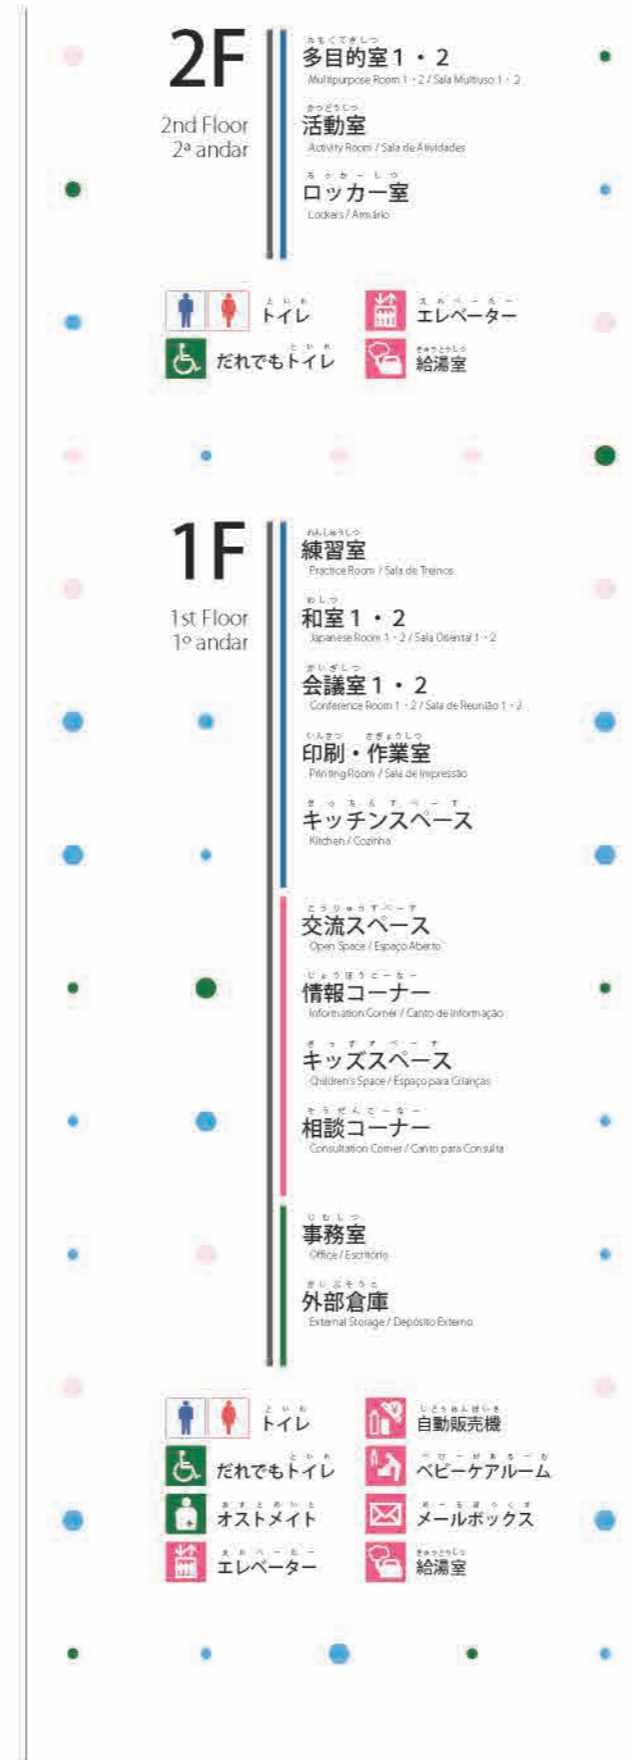 2F
2nd Floor
2ª andar
たもくてきしつ
多目的室1・2
Multipurpose Room 1・2 / Sala Multiuso 1・2
かつどうしつ
活動室
Activity Room / Sala de Atividades
ろっかーしつ
ロッカー室
Lockers / Armário
といれ
トイレ
えれべーたー
エレベーター
といれ
だれでもトイレ
きゅうとうしつ
給湯室
1F
1st Floor
1º andar
れんしゅうしつ
練習室
Practice Room / Sala de Treinos
わしつ
和室1・2
Japanese Room 1・2 / Sala Oriental 1・2
かいぎしつ
会議室1・2
Conference Room 1・2 / Sala de Reunião 1・2
いんさつ さぎょうしつ
印刷・作業室
Printing Room / Sala de Impressão
きっちんすぺーす
キッチンスペース
Kitchen / Cozinha
こうりゅうすぺーす
交流スペース
Open Space / Espaço Aberto
じょうほうこーなー
情報コーナー
Information Corner / Canto de Informação
きっずすぺーす
キッズスペース
Children's Space / Espaço para Crianças
そうだんこーなー
相談コーナー
Consultation Corner / Canto para Consulta
じむしつ
事務室
Office / Escritório
がいぶそうこ
外部倉庫
External Storage / Depósito Externo
といれ
トイレ
じどうはんばいき
自動販売機
といれ
だれでもトイレ
べびーけあるーむ
ベビーケアルーム
おすとめいと
オストメイト
めーるぼっくす
メールボックス
えれべーたー
エレベーター
きゅうとうしつ
給湯室